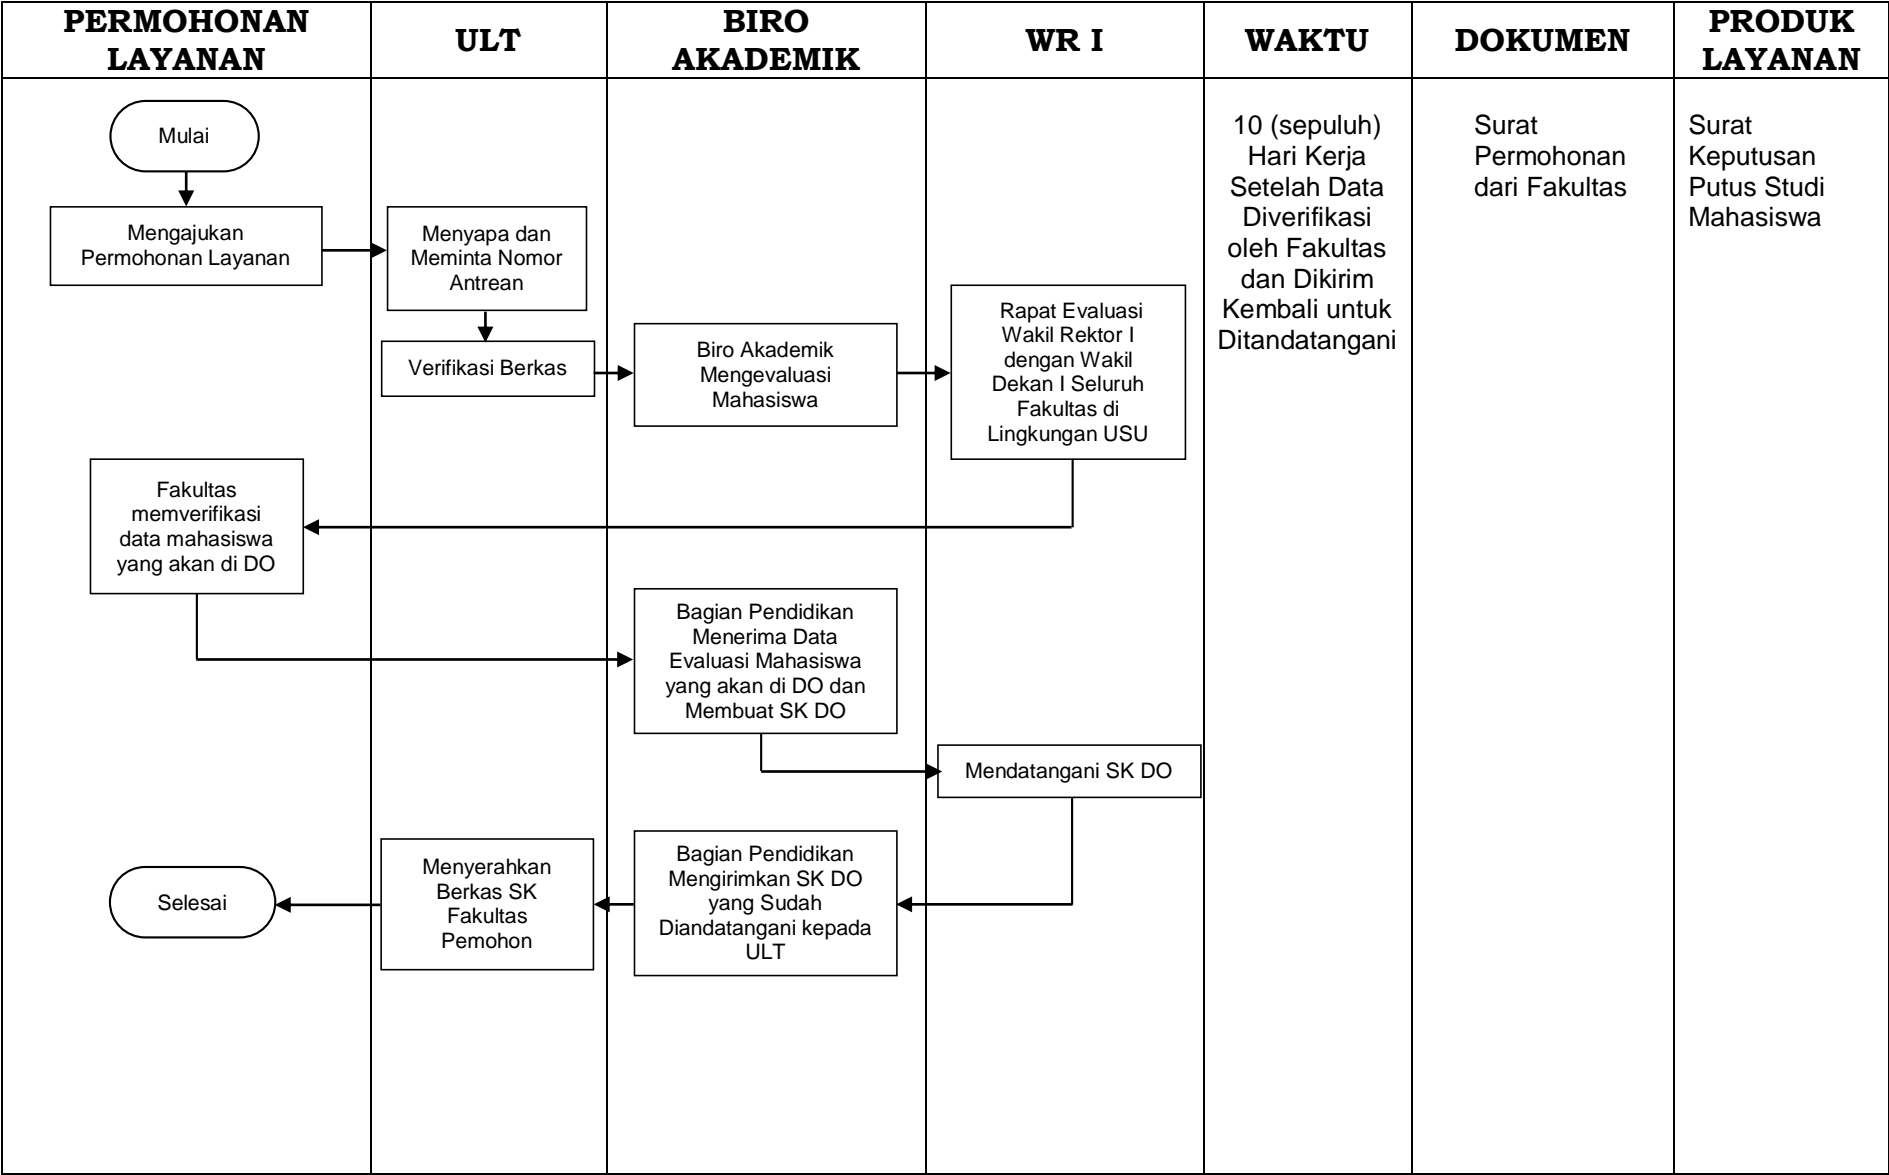 PERMOHONAN
LAYANAN
ULT
BIRO
AKADEMIK
WR I
WAKTU
DOKUMEN
PRODUK
LAYANAN
Mulai
Mengajukan
Permohonan Layanan
Menyapa dan
Meminta Nomor
Antrean
Verifikasi Berkas
Biro Akademik
Mengevaluasi
Mahasiswa
Rapat Evaluasi
Wakil Rektor I
dengan Wakil
Dekan I Seluruh
Fakultas di
Lingkungan USU
10 (sepuluh)
Hari Kerja
Setelah Data
Diverifikasi
oleh Fakultas
dan Dikirim
Kembali untuk
Ditandatangani
Surat
Permohonan
dari Fakultas
Surat
Keputusan
Putus Studi
Mahasiswa
Fakultas
memverifikasi
data mahasiswa
yang akan di DO
Bagian Pendidikan
Menerima Data
Evaluasi Mahasiswa
yang akan di DO dan
Membuat SK DO
Mendatangani SK DO
Bagian Pendidikan
Mengirimkan SK DO
yang Sudah
Diandatangani kepada
ULT
Menyerahkan
Berkas SK
Fakultas
Pemohon
Selesai